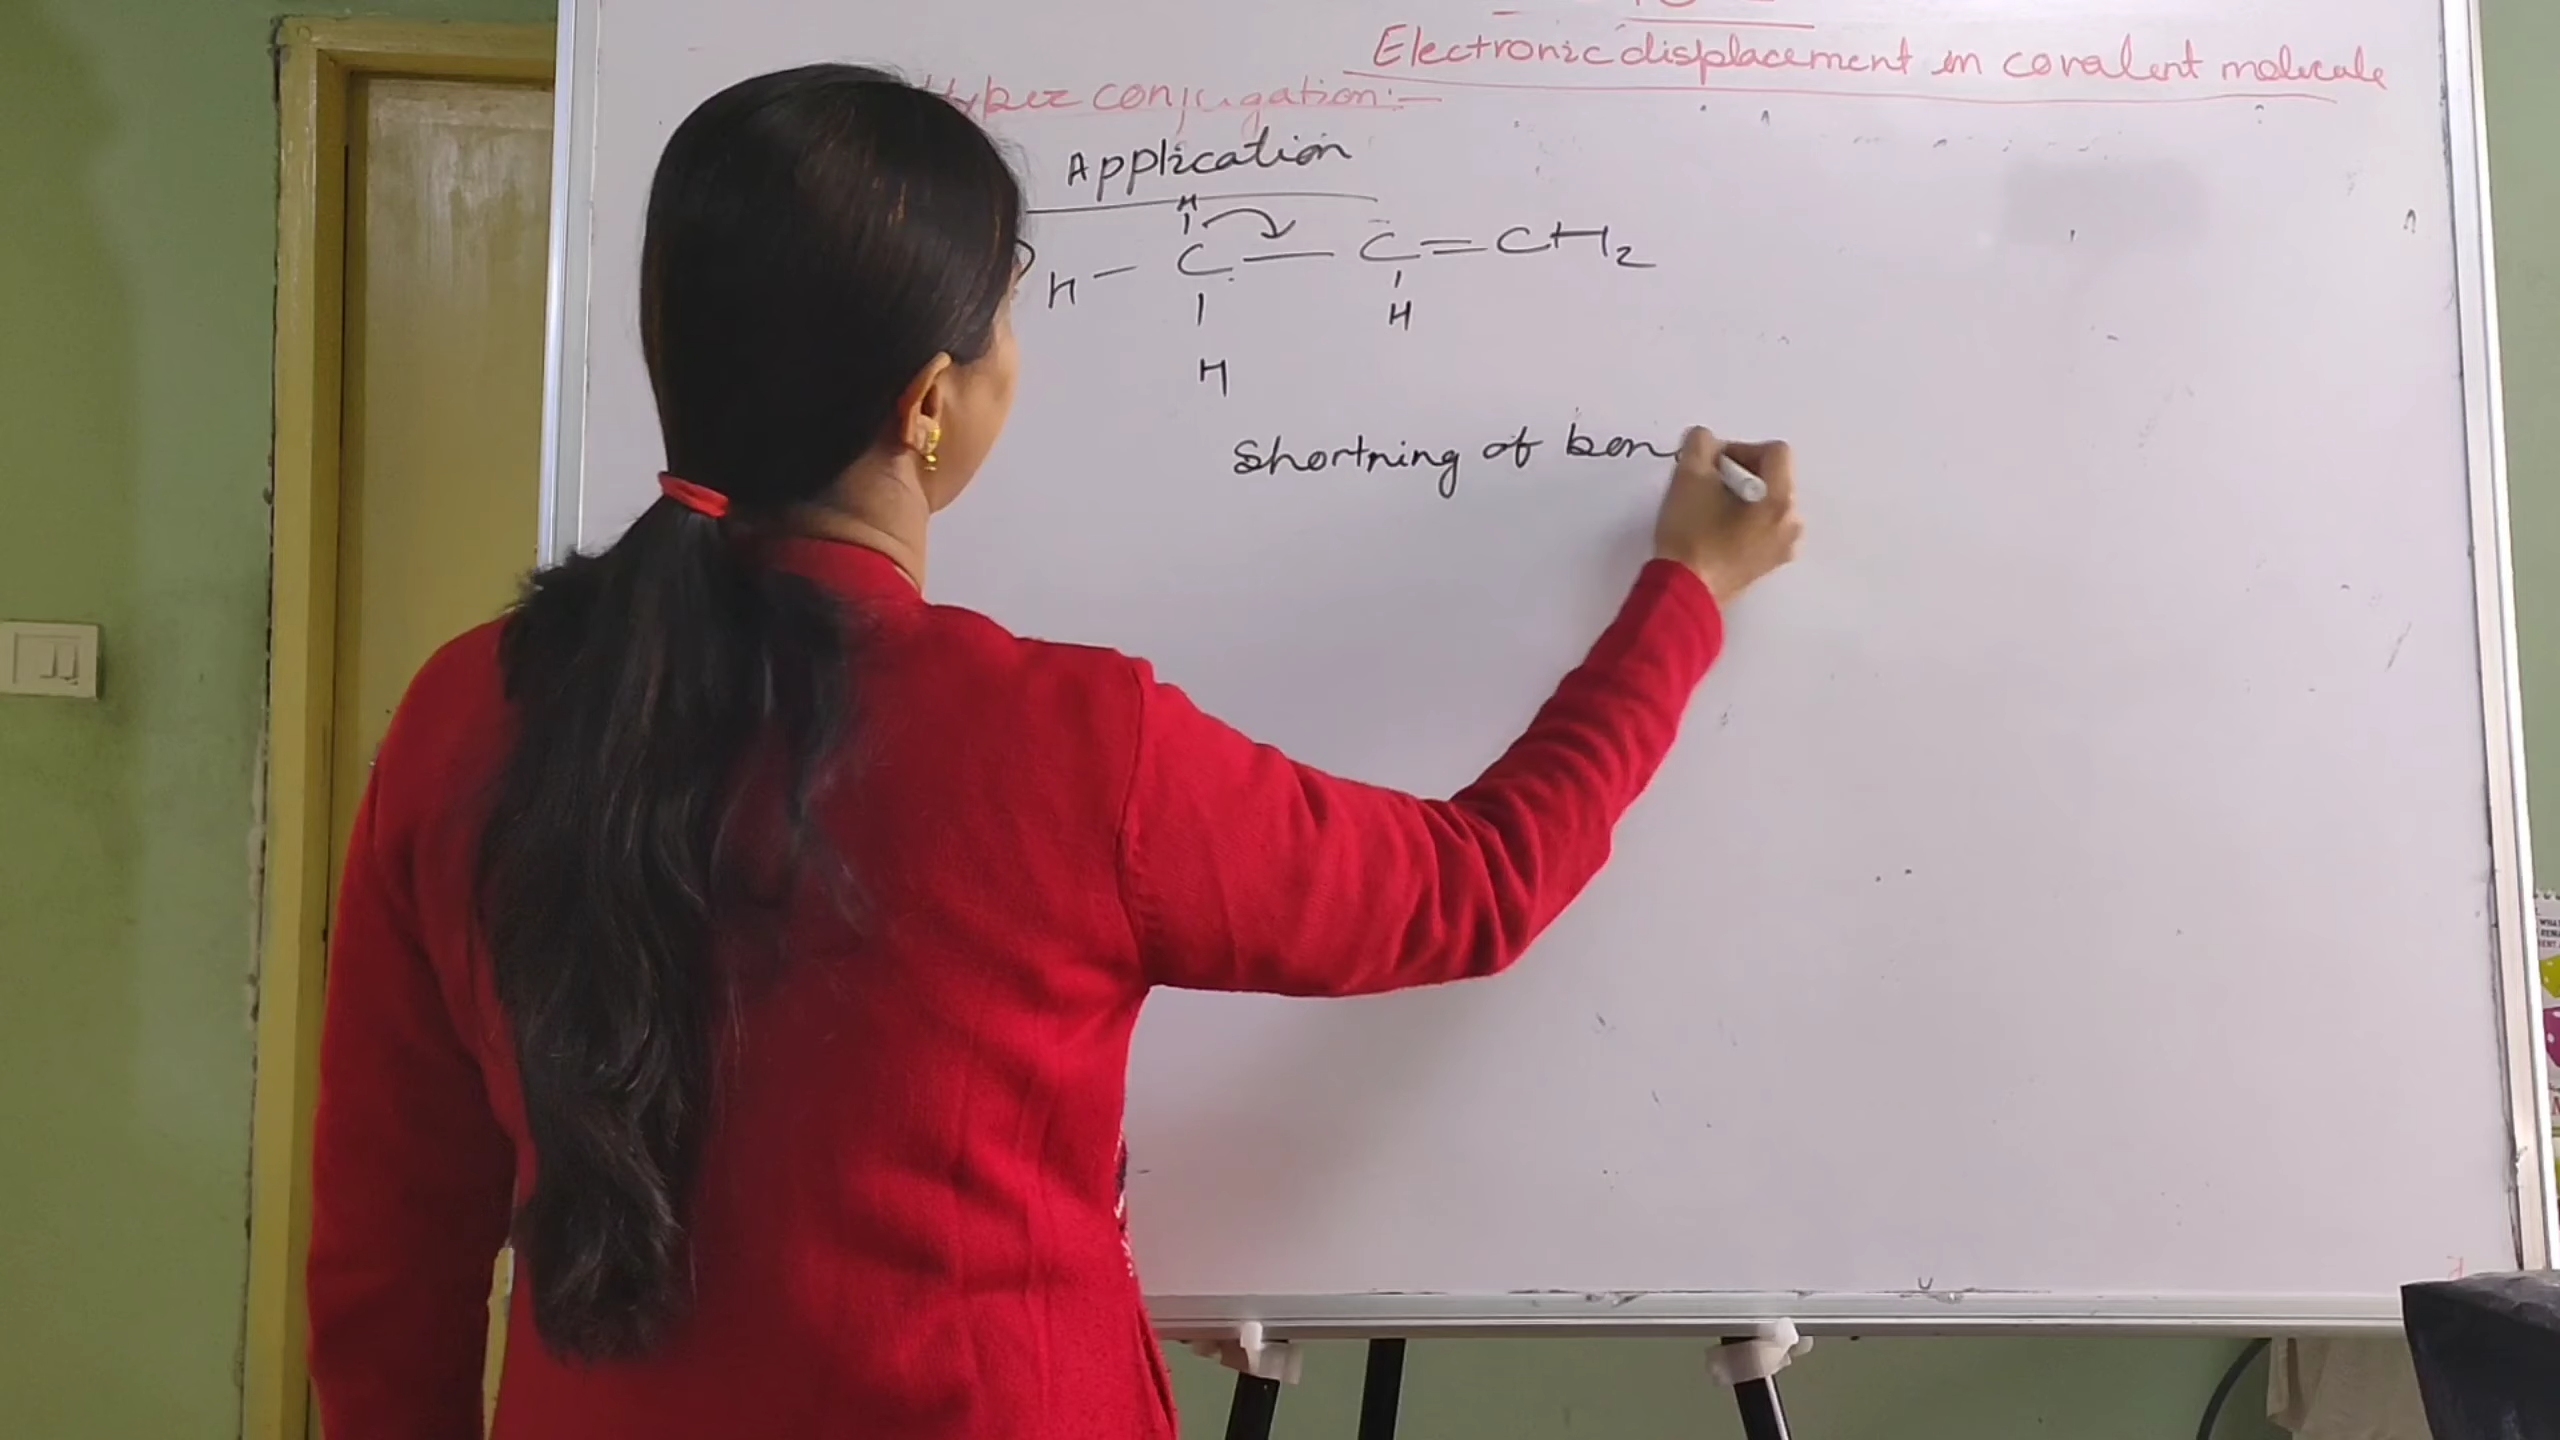 Electronic displacement in covalent molecule
Hyper conjugation:-
Application
H
H - C — C = CH2
H
H
Shortning of bon